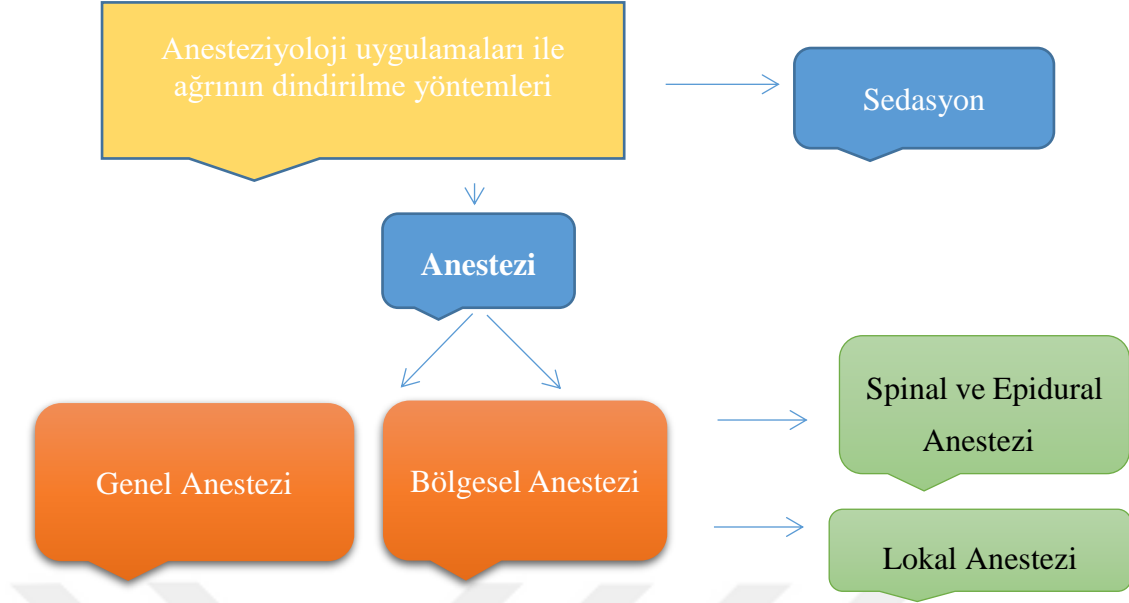 Anesteziyoloji uygulamaları ile
ağrının dindirilme yöntemleri
Sedasyon
Anestezi
Genel Anestezi
Bölgesel Anestezi
Spinal ve Epidural
Anestezi
Lokal Anestezi